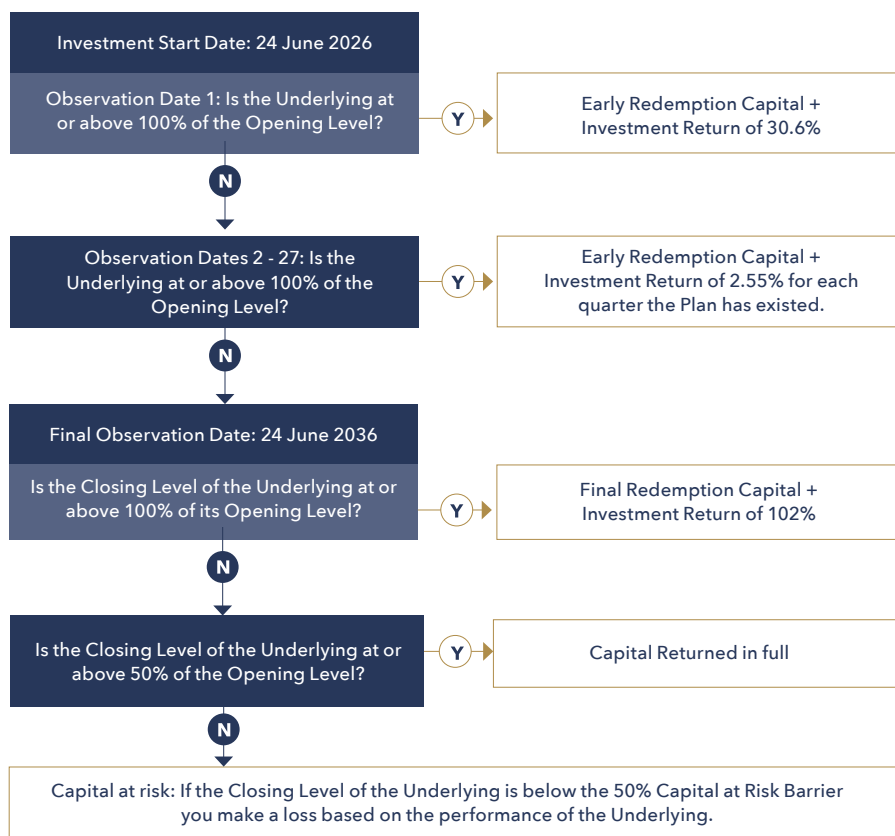 Investment Start Date: 24 June 2026
Observation Date 1: Is the Underlying at
or above 100% of the Opening Level?
Y
Early Redemption Capital +
Investment Return of 30.6%
N
Observation Dates 2 - 27: Is the
Underlying at or above 100% of the
Opening Level?
Y
Early Redemption Capital +
Investment Return of 2.55% for each
quarter the Plan has existed.
N
Final Observation Date: 24 June 2036
Is the Closing Level of the Underlying at or
above 100% of its Opening Level?
Y
Final Redemption Capital +
Investment Return of 102%
N
Is the Closing Level of the Underlying at or
above 50% of the Opening Level?
Y
Capital Returned in full
N
Capital at risk: If the Closing Level of the Underlying is below the 50% Capital at Risk Barrier
you make a loss based on the performance of the Underlying.